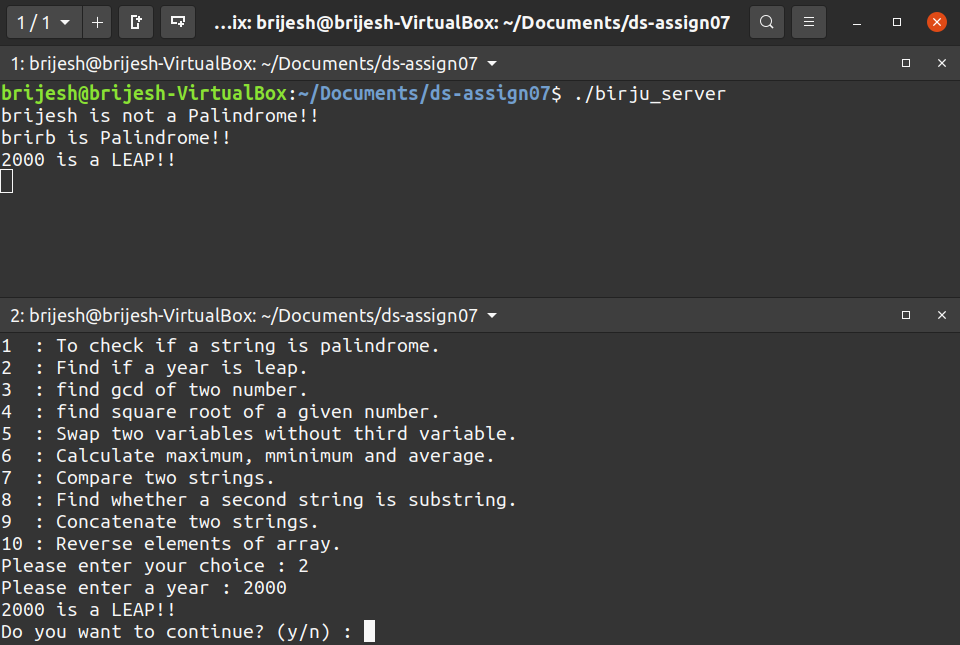 1 / 1
...ix: brijesh@brijesh-VirtualBox: ~/Documents/ds-assign07
1: brijesh@brijesh-VirtualBox: ~/Documents/ds-assign07
brijesh@brijesh-VirtualBox:~/Documents/ds-assign07$ ./birju_server
brijesh is not a Palindrome!!
brirb is Palindrome!!
2000 is a LEAP!!
2: brijesh@brijesh-VirtualBox: ~/Documents/ds-assign07
1  : To check if a string is palindrome.
2  : Find if a year is leap.
3  : find gcd of two number.
4  : find square root of a given number.
5  : Swap two variables without third variable.
6  : Calculate maximum, mminimum and average.
7  : Compare two strings.
8  : Find whether a second string is substring.
9  : Concatenate two strings.
10 : Reverse elements of array.
Please enter your choice : 2
Please enter a year : 2000
2000 is a LEAP!!
Do you want to continue? (y/n) :